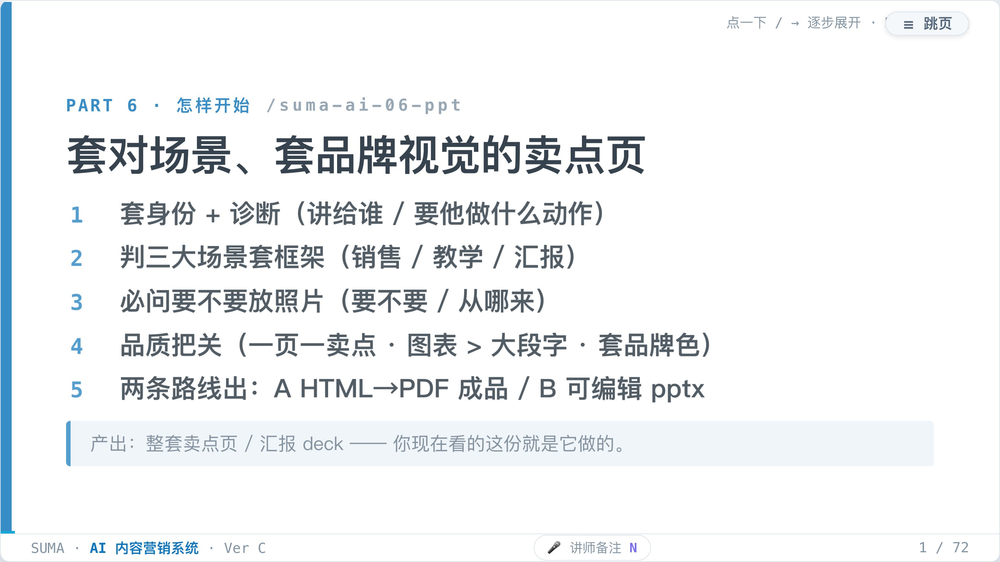 点一下 / → 逐步展开 ·
≡ 跳页
PART 6 · 怎样开始 /suma-ai-06-ppt
套对场景、套品牌视觉的卖点页
1 套身份 + 诊断（讲给谁 / 要他做什么动作）
2 判三大场景套框架（销售 / 教学 / 汇报）
3 必问要不要放照片（要不要 / 从哪来）
4 品质把关（一页一卖点 · 图表 > 大段字 · 套品牌色）
5 两条路线出：A HTML→PDF 成品 / B 可编辑 pptx
产出：整套卖点页 / 汇报 deck —— 你现在看的这份就是它做的。
SUMA · AI 内容营销系统 · Ver C
🎤 讲师备注 N
1 / 72